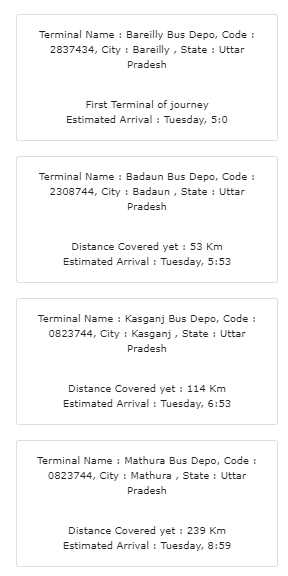 Terminal Name : Bareilly Bus Depo, Code :
2837434, City : Bareilly , State : Uttar
Pradesh
First Terminal of journey
Estimated Arrival : Tuesday, 5:0
Terminal Name : Badaun Bus Depo, Code :
2308744, City : Badaun , State : Uttar
Pradesh
Distance Covered yet : 53 Km
Estimated Arrival : Tuesday, 5:53
Terminal Name : Kasganj Bus Depo, Code :
0823744, City : Kasganj , State : Uttar
Pradesh
Distance Covered yet : 114 Km
Estimated Arrival : Tuesday, 6:53
Terminal Name : Mathura Bus Depo, Code :
0823744, City : Mathura , State : Uttar
Pradesh
Distance Covered yet : 239 Km
Estimated Arrival : Tuesday, 8:59